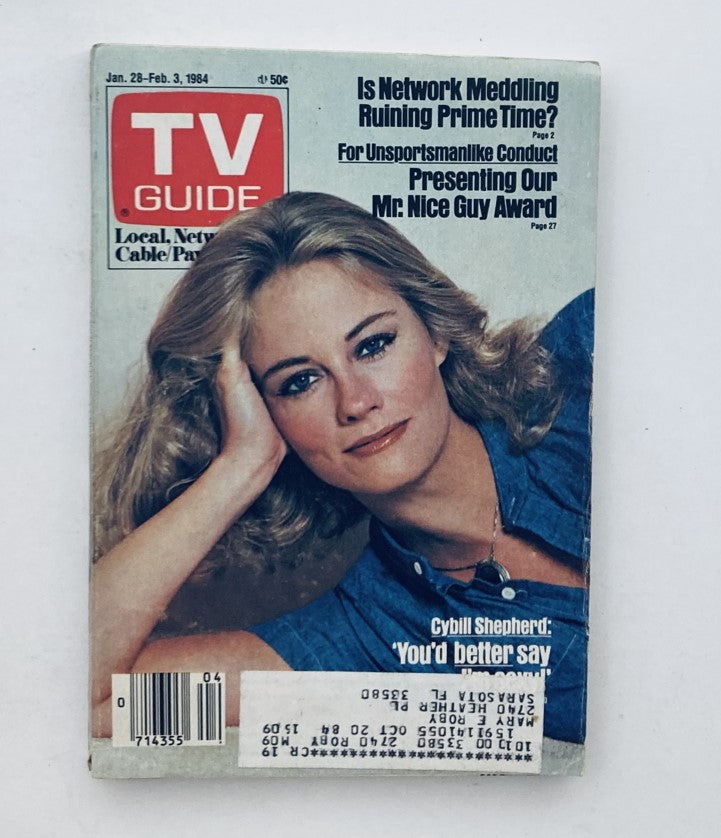 Jan. 28-Feb. 3, 1984
50¢
TV
GUIDE
®
Local, Netw
Cable/Pay
Is Network Meddling
Ruining Prime Time?
Page 2
For Unsportsmanlike Conduct
Presenting Our
Mr. Nice Guy Award
Page 27
Cybill Shepherd:
'You'd better say
I'm sexy!'
04
0
714355
******************CR 19
10100 33580 2740 ROBY M09
1591141055 OCT 20 84 1509
MARY E ROBY
2740 HEATHER PL
SARASOTA FL 33580